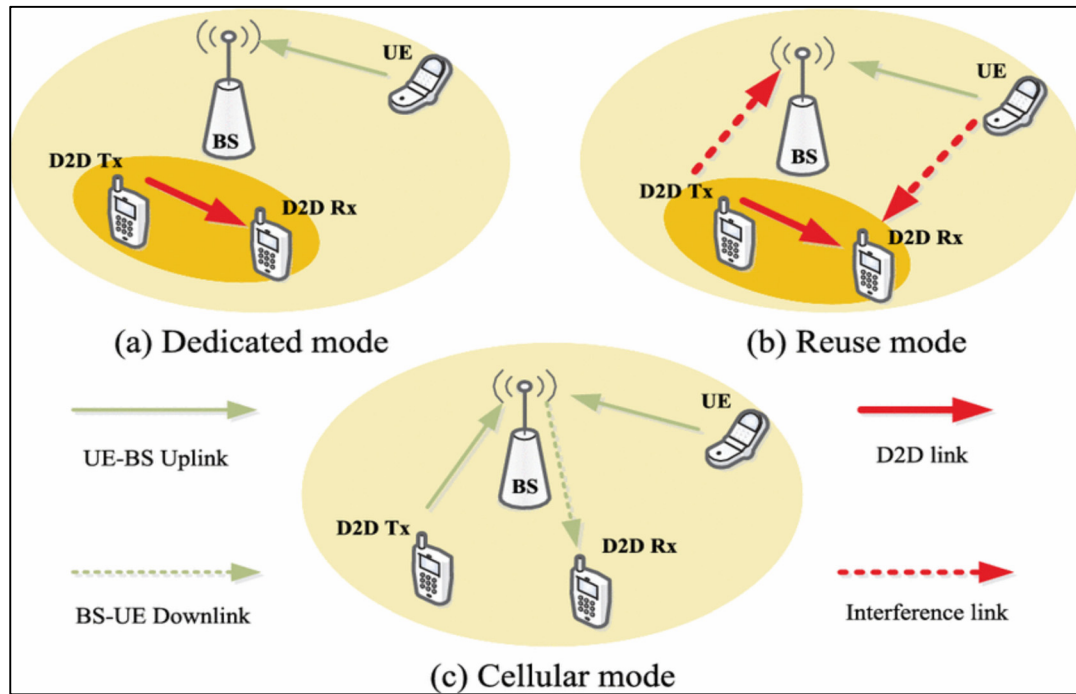 UE
BS
D2D Tx
D2D Rx
(a) Dedicated mode
UE
BS
D2D Tx
D2D Rx
(b) Reuse mode
UE-BS Uplink
BS-UE Downlink
UE
BS
D2D Tx
D2D Rx
(c) Cellular mode
D2D link
Interference link